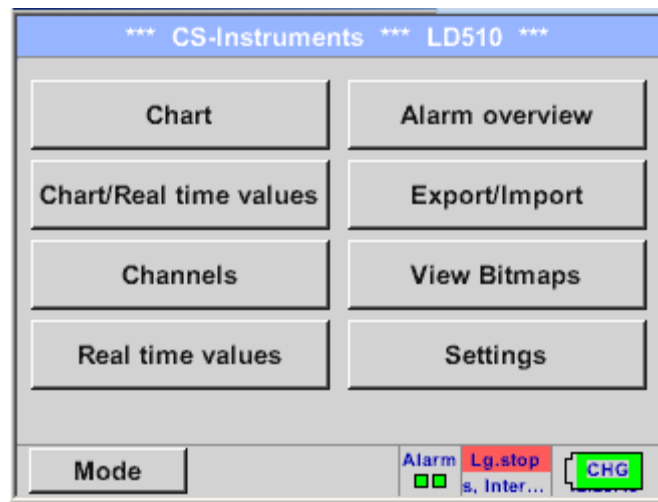 *** CS-Instruments *** LD510 ***
Chart
Alarm overview
Chart/Real time values
Export/Import
Channels
View Bitmaps
Real time values
Settings
Mode
Alarm
Lg.stop
s, Inter...
CHG